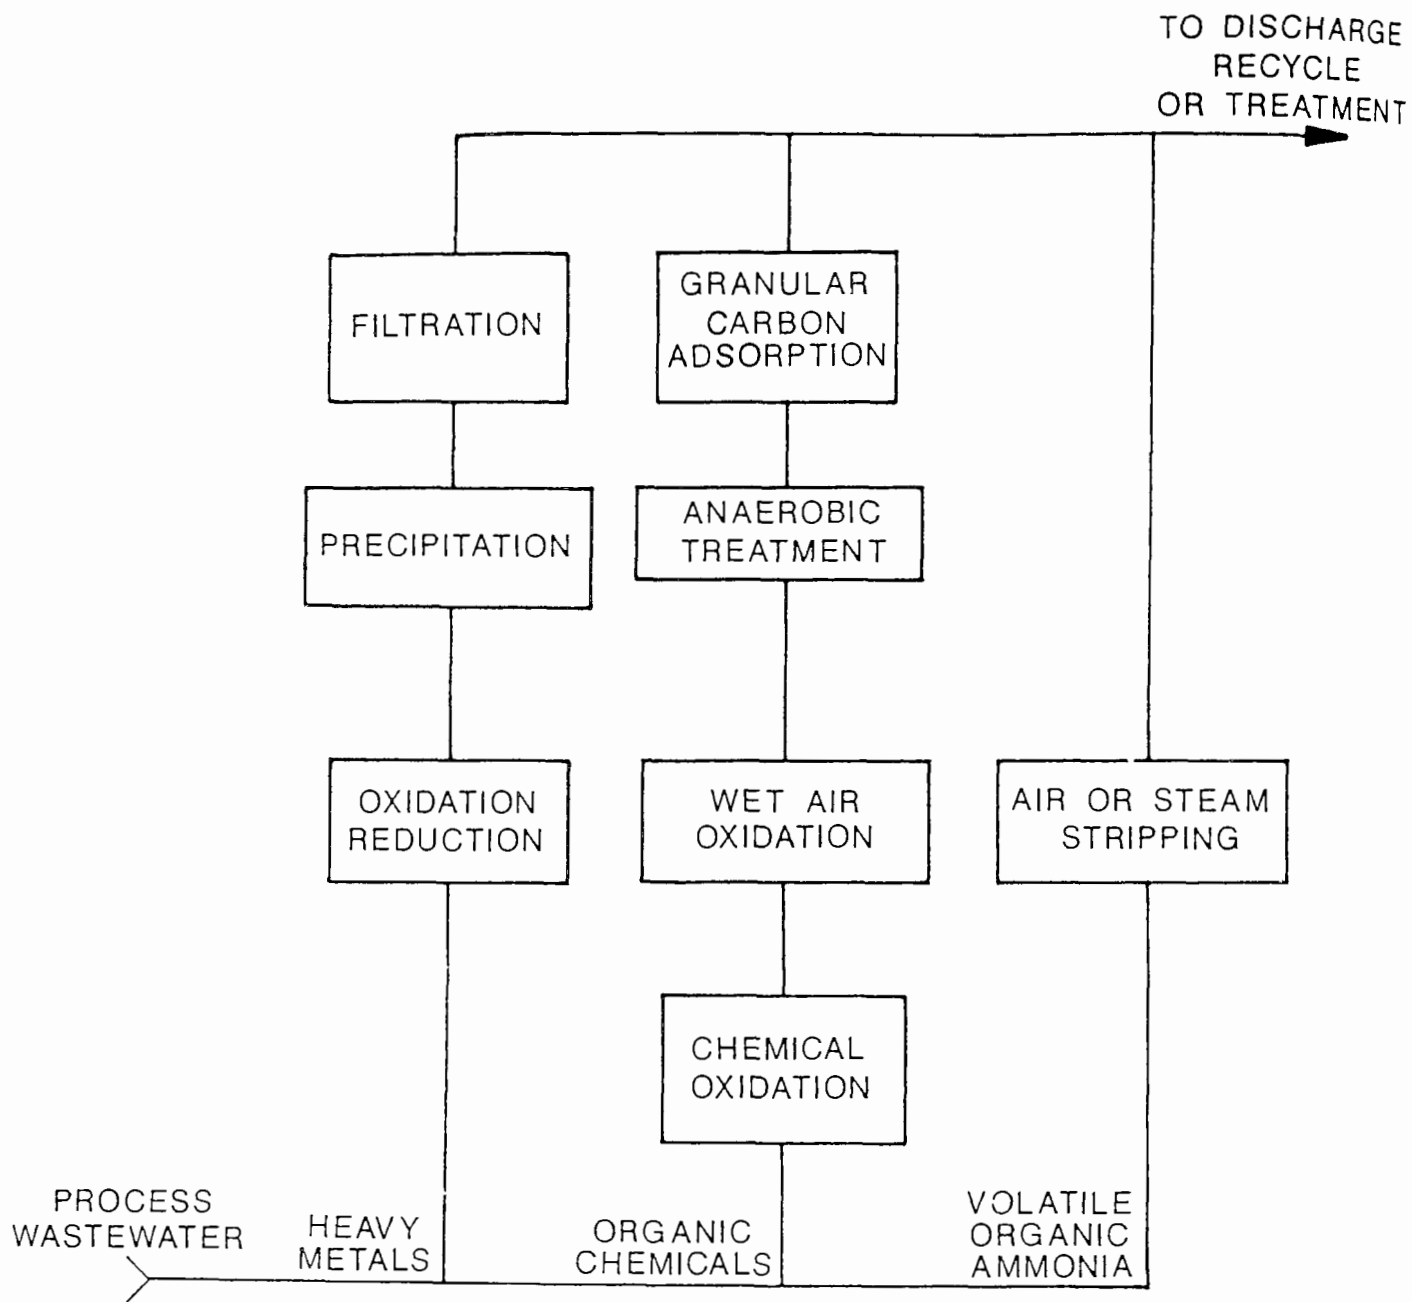 TO DISCHARGE
RECYCLE
OR TREATMENT
FILTRATION
GRANULAR
CARBON
ADSORPTION
PRECIPITATION
ANAEROBIC
TREATMENT
OXIDATION
REDUCTION
WET AIR
OXIDATION
AIR OR STEAM
STRIPPING
CHEMICAL
OXIDATION
PROCESS
WASTEWATER
HEAVY
METALS
ORGANIC
CHEMICALS
VOLATILE
ORGANIC
AMMONIA